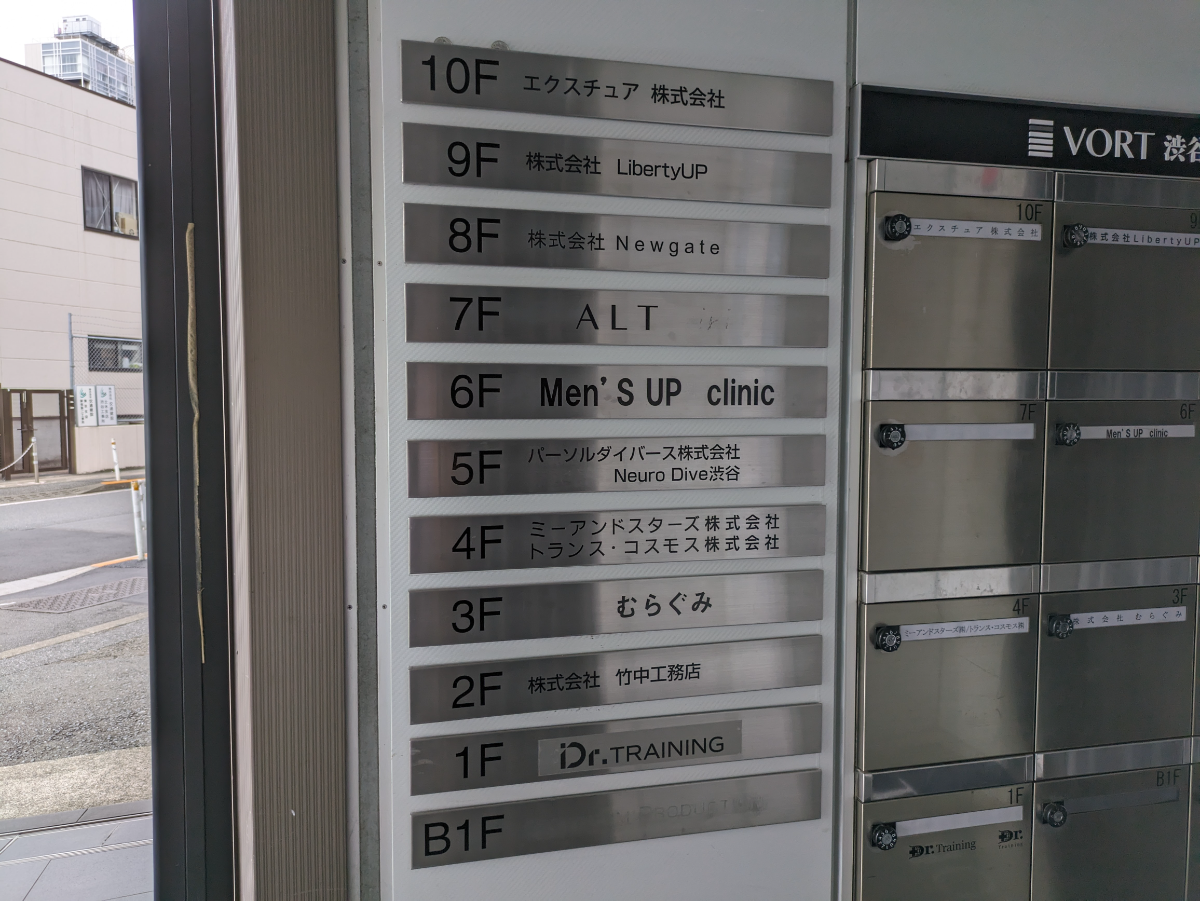 10F エクスチュア 株式会社
9F 株式会社 LibertyUP
8F 株式会社 Newgate
7F ALT
6F Men'S UP clinic
5F パーソルダイバース株式会社
Neuro Dive渋谷
4F ミーアンドスターズ株式会社
トランス・コスモス株式会社
3F むらぐみ
2F 株式会社 竹中工務店
1F Dr.TRAINING
B1F
VORT 渋谷
10F
エクスチュア 株式会社
9
株式会社LibertyUP
7F
6F
Men'S UP clinic
4F
ミーアンドスターズ㈱/トランス・コスモス㈱
3F
株式会社 むらぐみ
1F
Dr. Training
Dr.
Training
B1F